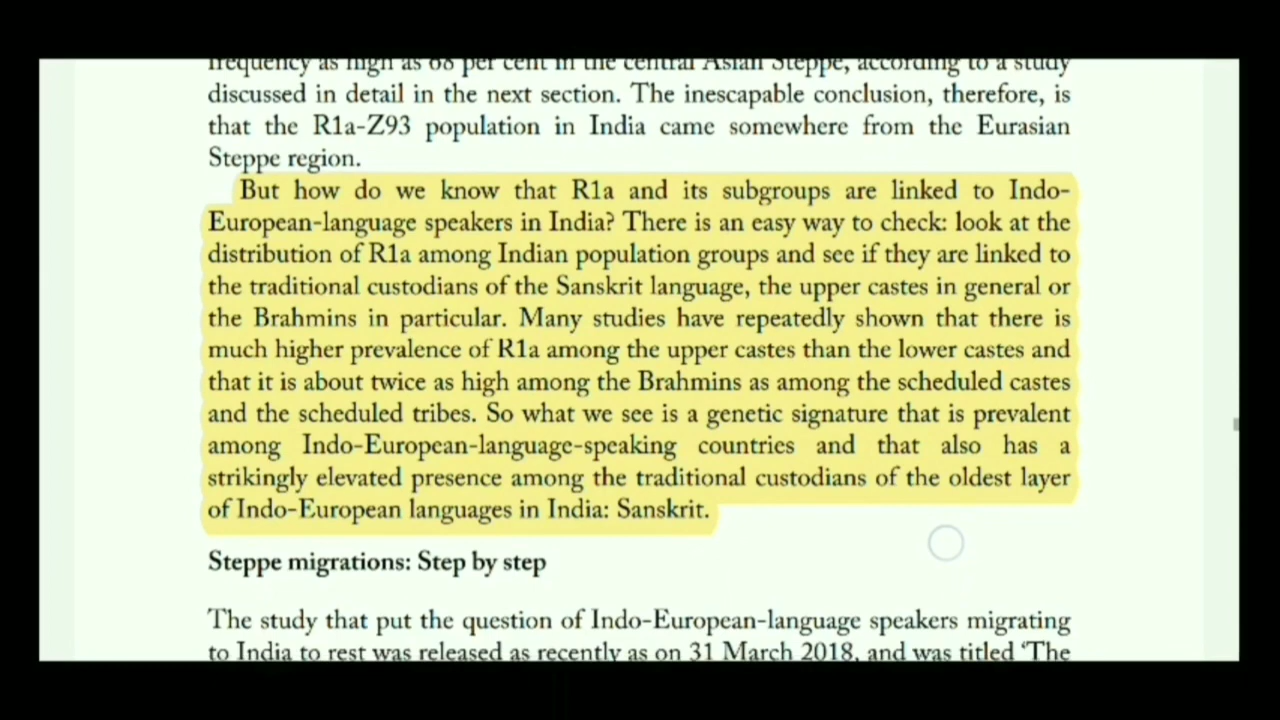 frequency as high as 68 per cent in the central Asian Steppe, according to a study
discussed in detail in the next section. The inescapable conclusion, therefore, is
that the R1a-Z93 population in India came somewhere from the Eurasian
Steppe region.
But how do we know that R1a and its subgroups are linked to Indo-
European-language speakers in India? There is an easy way to check: look at the
distribution of R1a among Indian population groups and see if they are linked to
the traditional custodians of the Sanskrit language, the upper castes in general or
the Brahmins in particular. Many studies have repeatedly shown that there is
much higher prevalence of R1a among the upper castes than the lower castes and
that it is about twice as high among the Brahmins as among the scheduled castes
and the scheduled tribes. So what we see is a genetic signature that is prevalent
among Indo-European-language-speaking countries and that also has a
strikingly elevated presence among the traditional custodians of the oldest layer
of Indo-European languages in India: Sanskrit.
Steppe migrations: Step by step
The study that put the question of Indo-European-language speakers migrating
to India to rest was released as recently as on 31 March 2018, and was titled ‘The